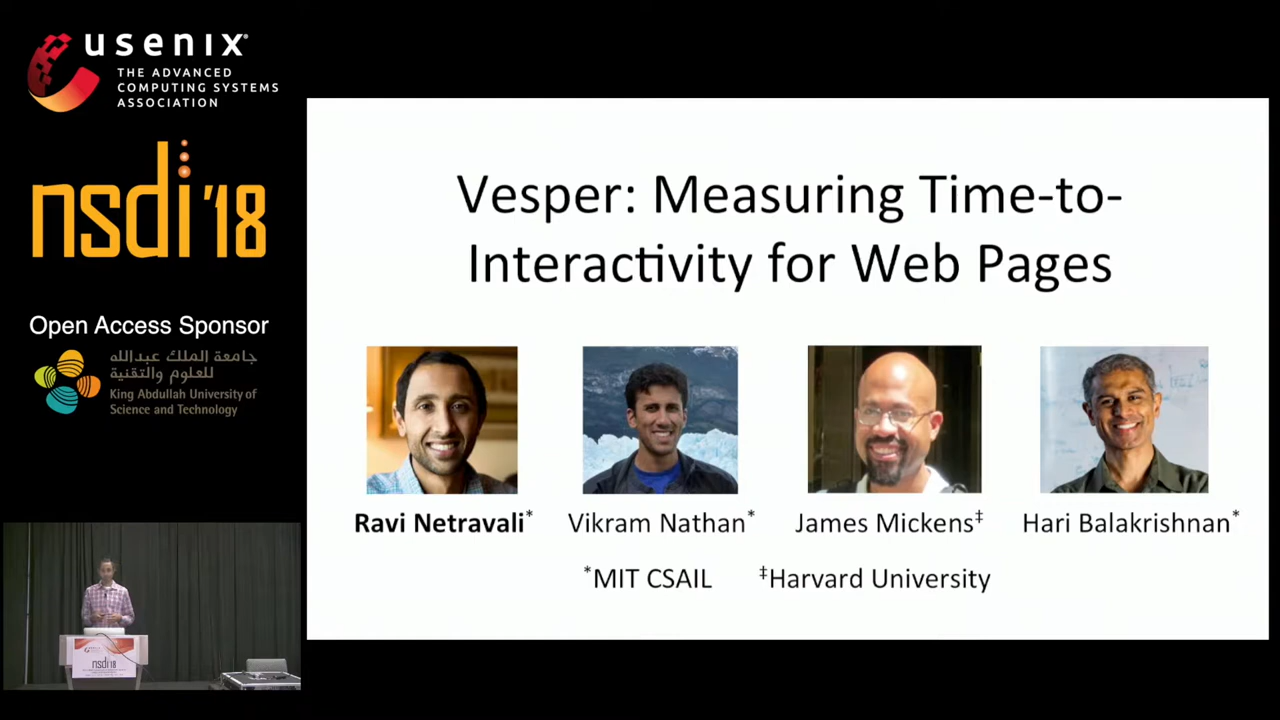 usenix
THE ADVANCED
COMPUTING SYSTEMS
ASSOCIATION
nsdi '18
Open Access Sponsor
جامعة الملك عبدالله
للعلوم والتقنية
King Abdullah University of
Science and Technology
Vesper: Measuring Time-to-
Interactivity for Web Pages
Ravi Netravali*
Vikram Nathan*
James Mickens‡
Hari Balakrishnan*
*MIT CSAIL
‡Harvard University
nsdi'18